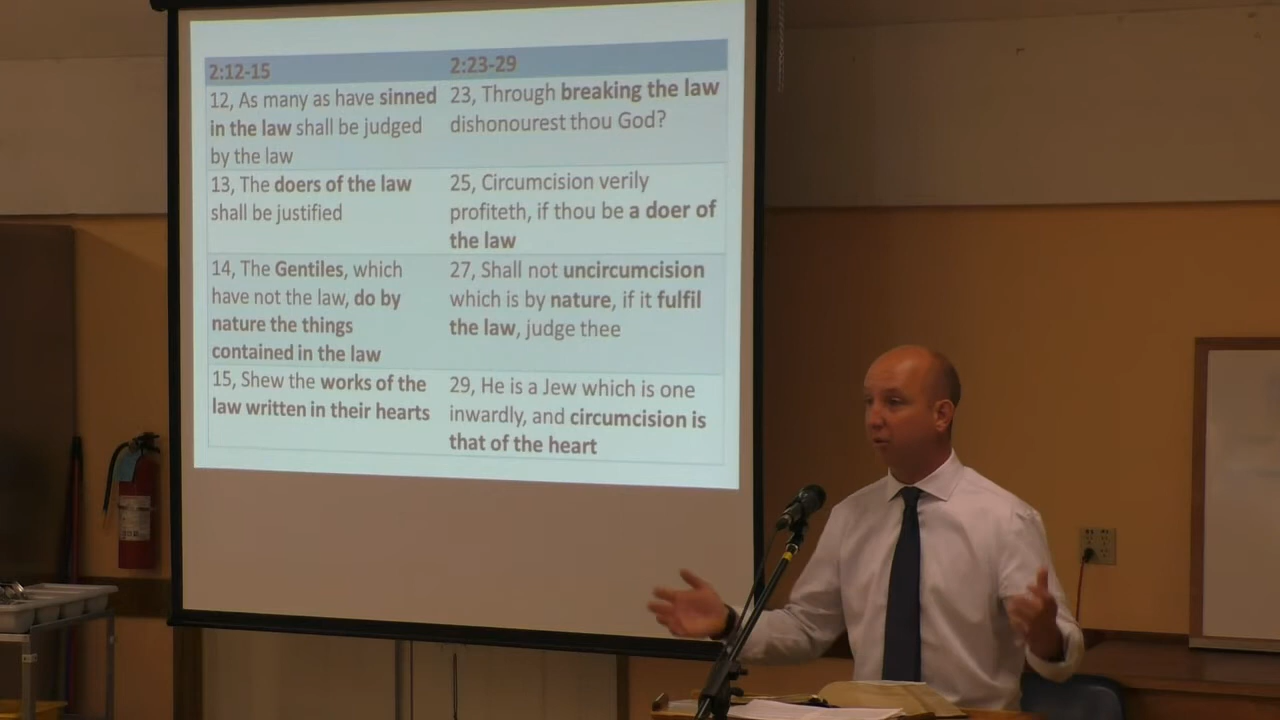 2:12-15
2:23-29
12, As many as have sinned
in the law shall be judged
by the law
23, Through breaking the law
dishonourest thou God?
13, The doers of the law
shall be justified
25, Circumcision verily
profiteth, if thou be a doer of
the law
14, The Gentiles, which
have not the law, do by
nature the things
contained in the law
27, Shall not uncircumcision
which is by nature, if it fulfil
the law, judge thee
15, Shew the works of the
law written in their hearts
29, He is a Jew which is one
inwardly, and circumcision is
that of the heart